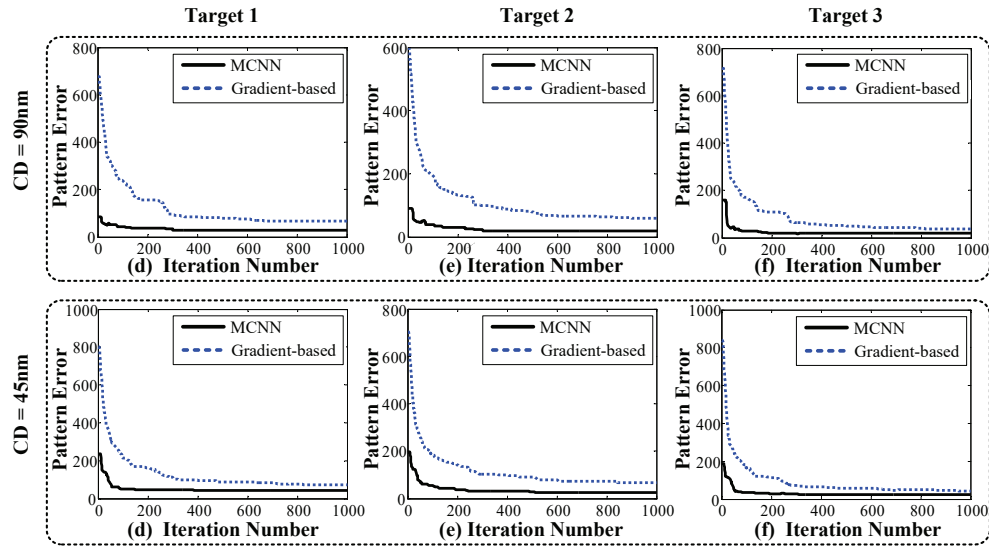 Target 1 Target 2 Target 3
CD = 90nm
Pattern Error
800
600
400
200
0
MCNN
Gradient-based
0 200 400 600 800 1000
(d) Iteration Number
Pattern Error
600
400
200
0
MCNN
Gradient-based
0 200 400 600 800 1000
(e) Iteration Number
Pattern Error
800
600
400
200
0
MCNN
Gradient-based
0 200 400 600 800 1000
(f) Iteration Number
CD = 45nm
Pattern Error
1000
800
600
400
200
0
MCNN
Gradient-based
0 200 400 600 800 1000
(d) Iteration Number
Pattern Error
800
600
400
200
0
MCNN
Gradient-based
0 200 400 600 800 1000
(e) Iteration Number
Pattern Error
1000
800
600
400
200
0
MCNN
Gradient-based
0 200 400 600 800 1000
(f) Iteration Number